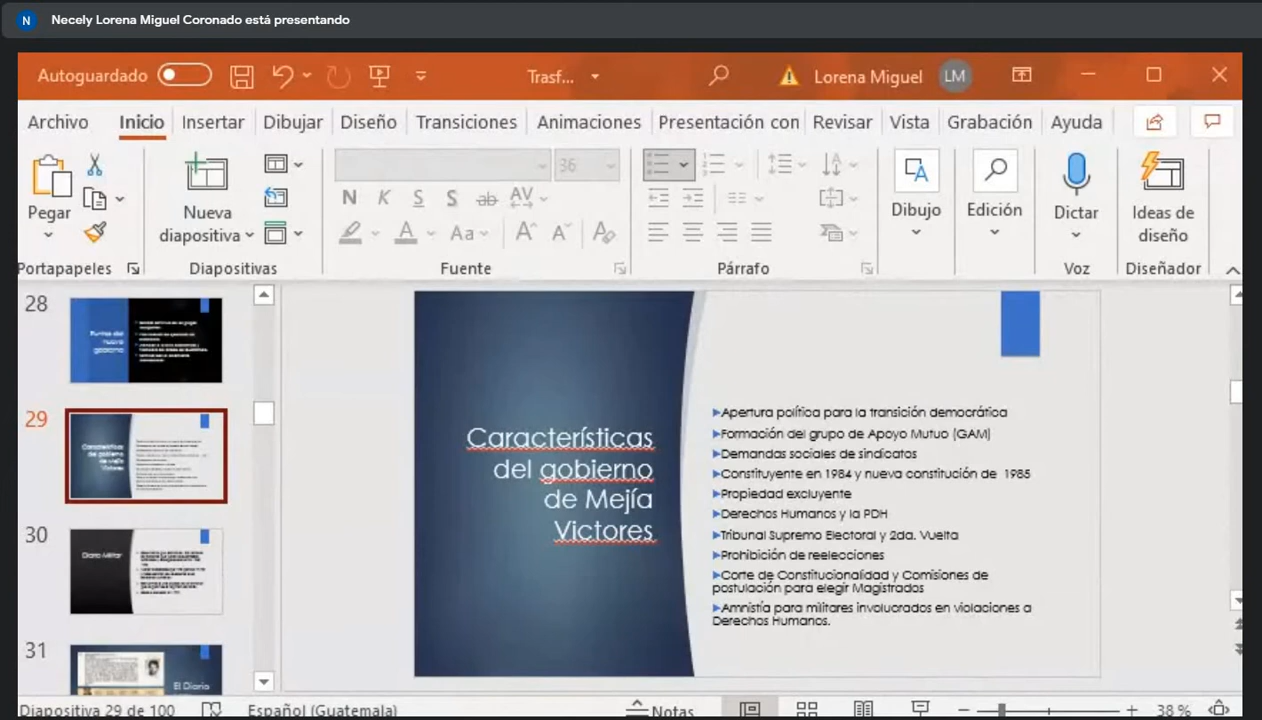 N Necely Lorena Miguel Coronado está presentando
Autoguardado Trasf... Lorena Miguel LM
Archivo Inicio Insertar Dibujar Diseño Transiciones Animaciones Presentación con Revisar Vista Grabación Ayuda
36
N K S S ab AV
Aa A A
Pegar Nueva diapositiva Dibujo Edición Dictar Ideas de diseño
Portapapeles Diapositivas Fuente Párrafo Voz Diseñador
28
29
30
Diario Militar
31
El Diario
Características
del gobierno
de Mejía
Victores
Apertura política para la transición democrática
Formación del grupo de Apoyo Mutuo (GAM)
Demandas sociales de sindicatos
Constituyente en 1984 y nueva constitución de 1985
Propiedad excluyente
Derechos Humanos y la PDH
Tribunal Supremo Electoral y 2da. Vuelta
Prohibición de reelecciones
Corte de Constitucionalidad y Comisiones de
postulación para elegir Magistrados
Amnistía para militares involucrados en violaciones a
Derechos Humanos.
Diapositiva 29 de 100 Español (Guatemala) Notas 38 %